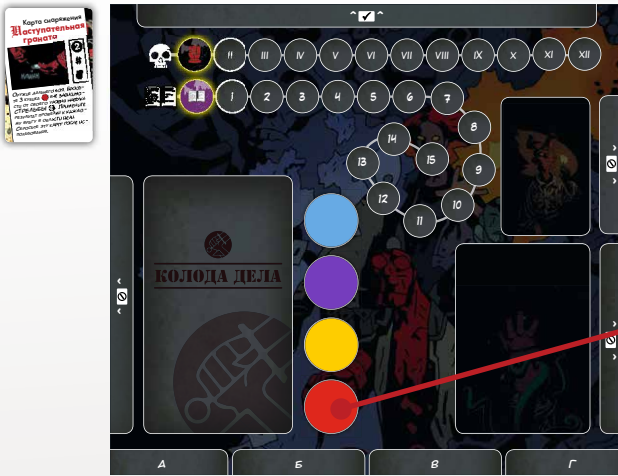 Карта снаряжения
Наступательная
граната
2
II III IV V VI VII VIII IX X XI XII
1 2 3 4 5 6 7
8
14
13 15 9
12 10
11
КОЛОДА ДЕЛА
А Б В Г